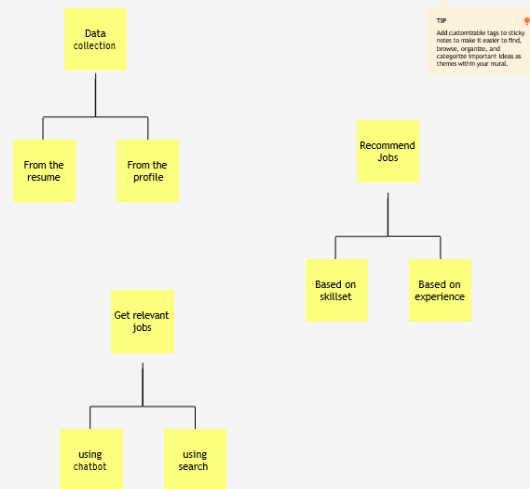 Data
collection
TIP
Add customizable tags to sticky
notes to make it easier to find,
browse, organize, and
categorize important ideas as
themes within your mural.
From the
resume
From the
profile
Recommend
Jobs
Based on
skillset
Based on
experience
Get relevant
jobs
using
chatbot
using
search